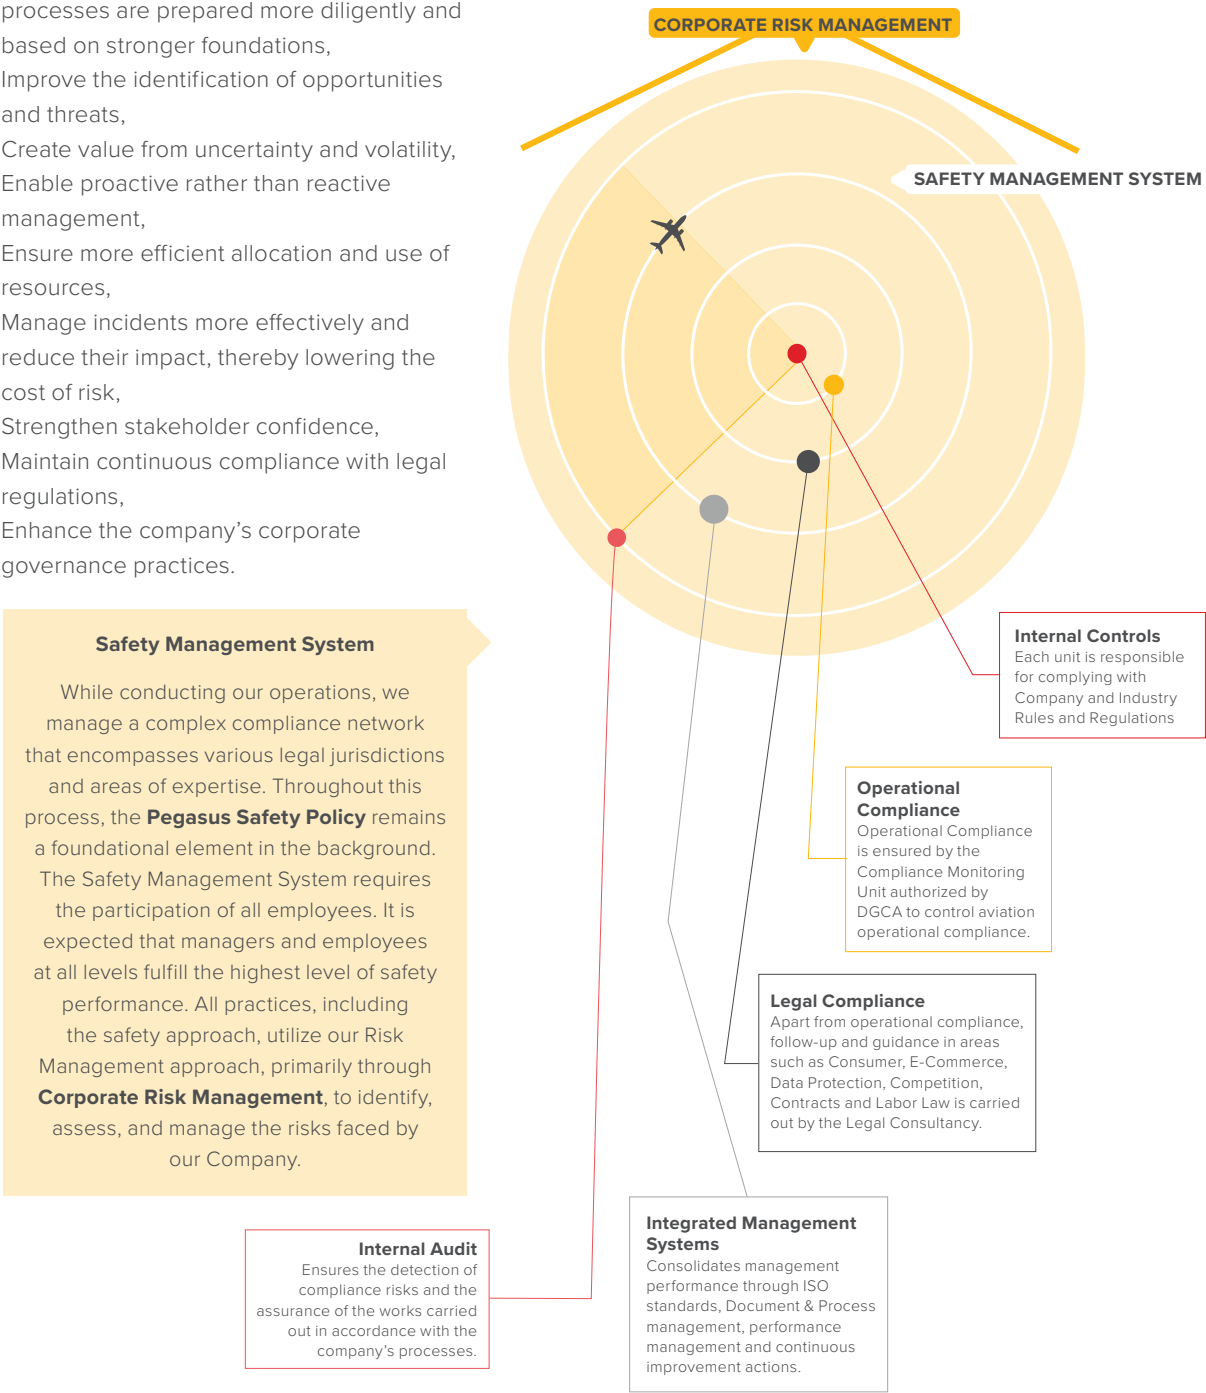 processes are prepared more diligently and
based on stronger foundations,
Improve the identification of opportunities
and threats,
Create value from uncertainty and volatility,
Enable proactive rather than reactive
management,
Ensure more efficient allocation and use of
resources,
Manage incidents more effectively and
reduce their impact, thereby lowering the
cost of risk,
Strengthen stakeholder confidence,
Maintain continuous compliance with legal
regulations,
Enhance the company’s corporate
governance practices.
Safety Management System
While conducting our operations, we
manage a complex compliance network
that encompasses various legal jurisdictions
and areas of expertise. Throughout this
process, the Pegasus Safety Policy remains
a foundational element in the background.
The Safety Management System requires
the participation of all employees. It is
expected that managers and employees
at all levels fulfill the highest level of safety
performance. All practices, including
the safety approach, utilize our Risk
Management approach, primarily through
Corporate Risk Management, to identify,
assess, and manage the risks faced by
our Company.
CORPORATE RISK MANAGEMENT
SAFETY MANAGEMENT SYSTEM
Internal Controls
Each unit is responsible
for complying with
Company and Industry
Rules and Regulations
Operational
Compliance
Operational Compliance
is ensured by the
Compliance Monitoring
Unit authorized by
DGCA to control aviation
operational compliance.
Legal Compliance
Apart from operational compliance,
follow-up and guidance in areas
such as Consumer, E-Commerce,
Data Protection, Competition,
Contracts and Labor Law is carried
out by the Legal Consultancy.
Integrated Management
Systems
Consolidates management
performance through ISO
standards, Document & Process
management, performance
management and continuous
improvement actions.
Internal Audit
Ensures the detection of
compliance risks and the
assurance of the works carried
out in accordance with the
company’s processes.